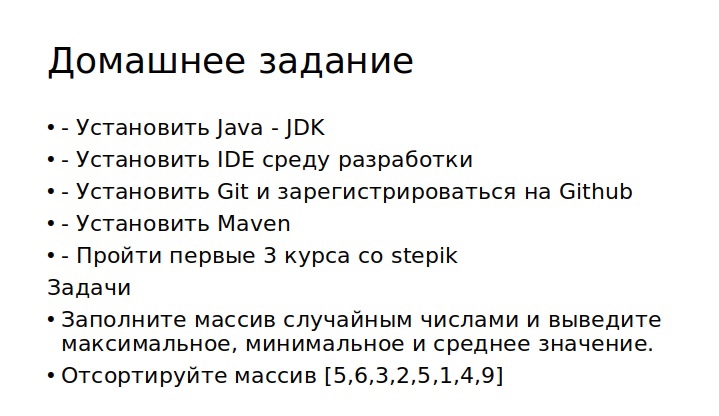 Домашнее задание
• - Установить Java - JDK
• - Установить IDE среду разработки
• - Установить Git и зарегистрироваться на Github
• - Установить Maven
• - Пройти первые 3 курса со stepik
Задачи
• Заполните массив случайным числами и выведите
максимальное, минимальное и среднее значение.
• Отсортируйте массив [5,6,3,2,5,1,4,9]